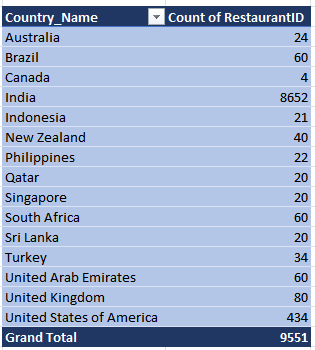 Country_Name Count of RestaurantID
Australia 24
Brazil 60
Canada 4
India 8652
Indonesia 21
New Zealand 40
Philippines 22
Qatar 20
Singapore 20
South Africa 60
Sri Lanka 20
Turkey 34
United Arab Emirates 60
United Kingdom 80
United States of America 434
Grand Total 9551